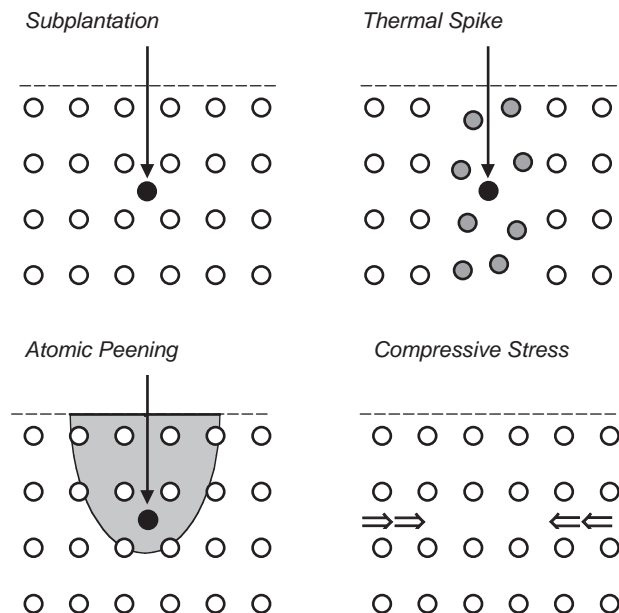 Subplantation
Thermal Spike
Atomic Peening
Compressive Stress